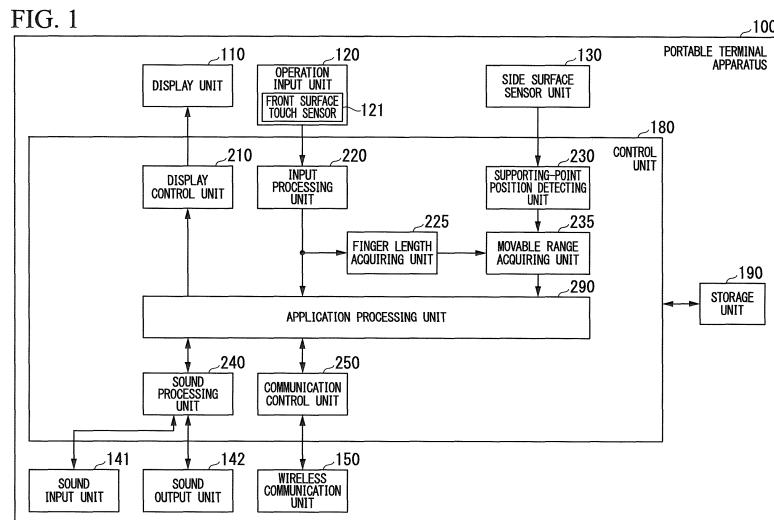 FIG. 1
100
PORTABLE TERMINAL
APPARATUS
110
DISPLAY UNIT
120
OPERATION
INPUT UNIT
FRONT SURFACE
TOUCH SENSOR
121
130
SIDE SURFACE
SENSOR UNIT
180
CONTROL
UNIT
210
DISPLAY
CONTROL UNIT
220
INPUT
PROCESSING
UNIT
230
SUPPORTING-POINT
POSITION DETECTING
UNIT
225
FINGER LENGTH
ACQUIRING UNIT
235
MOVABLE RANGE
ACQUIRING UNIT
290
APPLICATION PROCESSING UNIT
190
STORAGE
UNIT
240
SOUND
PROCESSING
UNIT
250
COMMUNICATION
CONTROL UNIT
141
SOUND
INPUT UNIT
142
SOUND
OUTPUT UNIT
150
WIRELESS
COMMUNICATION
UNIT